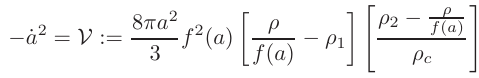 $-\dot{a}^2 = \mathcal{V} := \frac{8\pi a^2}{3} f^2(a) \left[ \frac{\rho}{f(a)} - \rho_1 \right] \left[ \frac{\rho_2 - \frac{\rho}{f(a)}}{\rho_c} \right]$